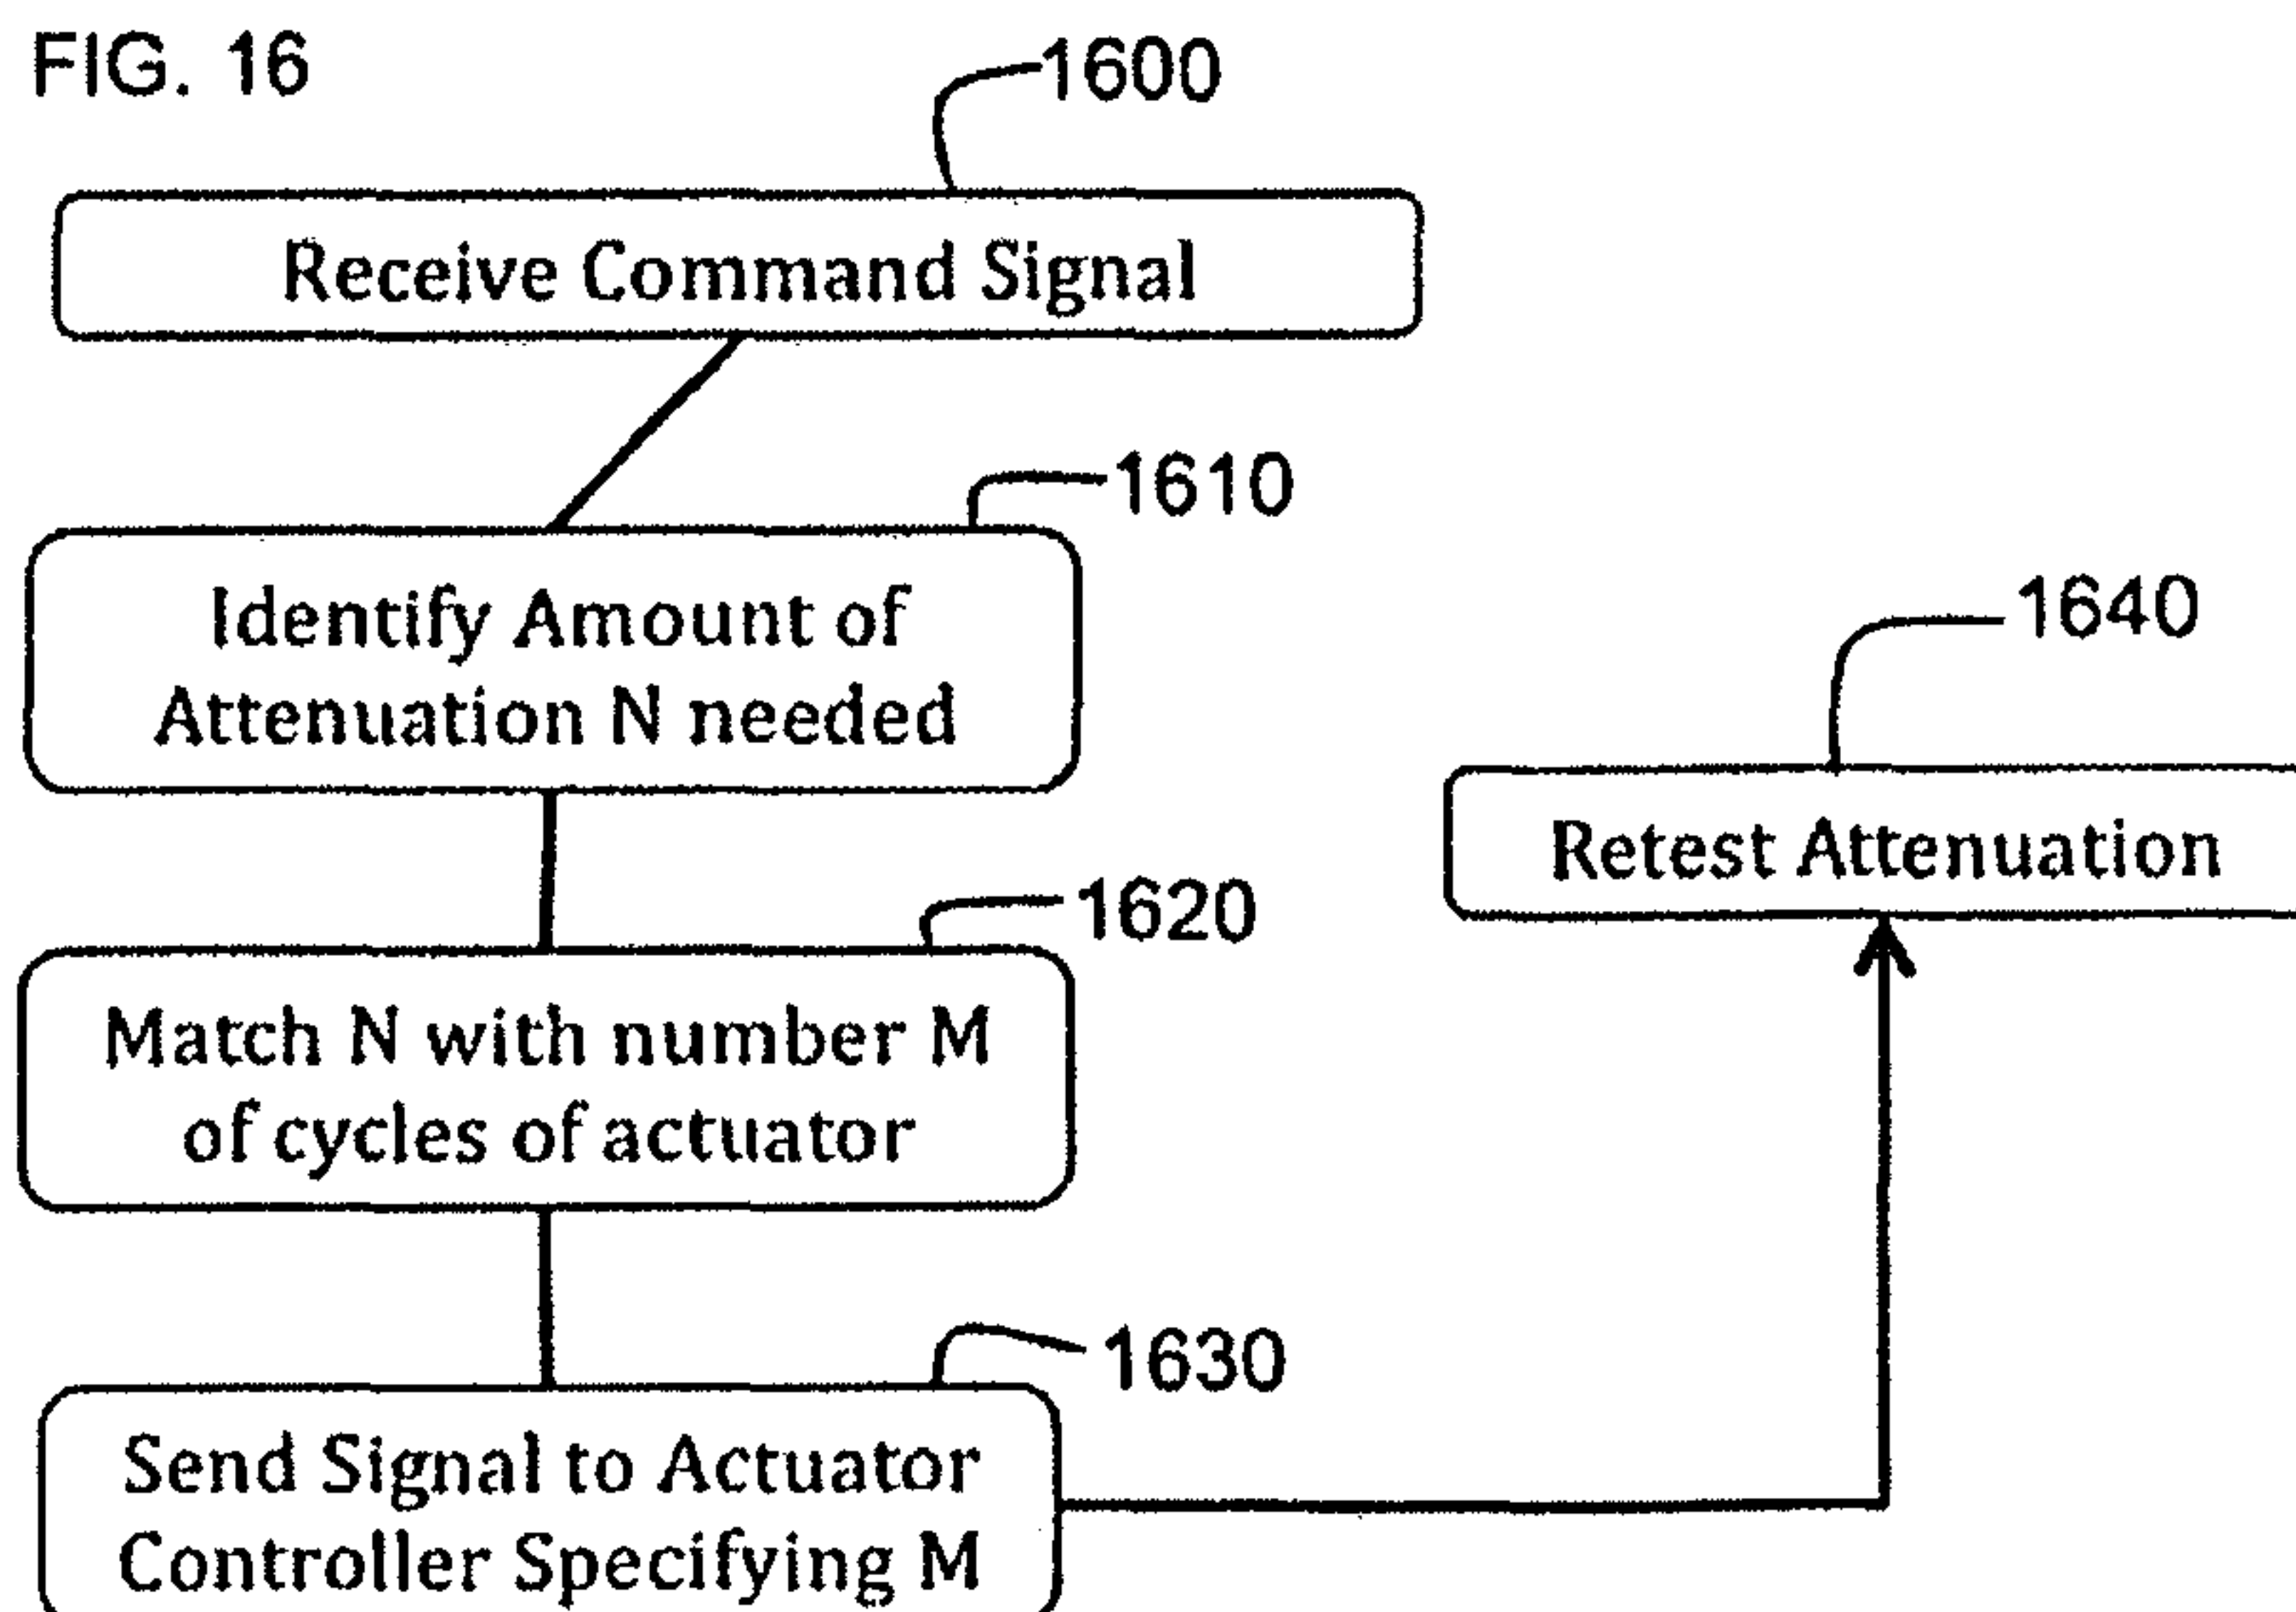 FIG. 16
1600
Receive Command Signal
1610
Identify Amount of
Attenuation N needed
1640
Retest Attenuation
1620
Match N with number M
of cycles of actuator
1630
Send Signal to Actuator
Controller Specifying M